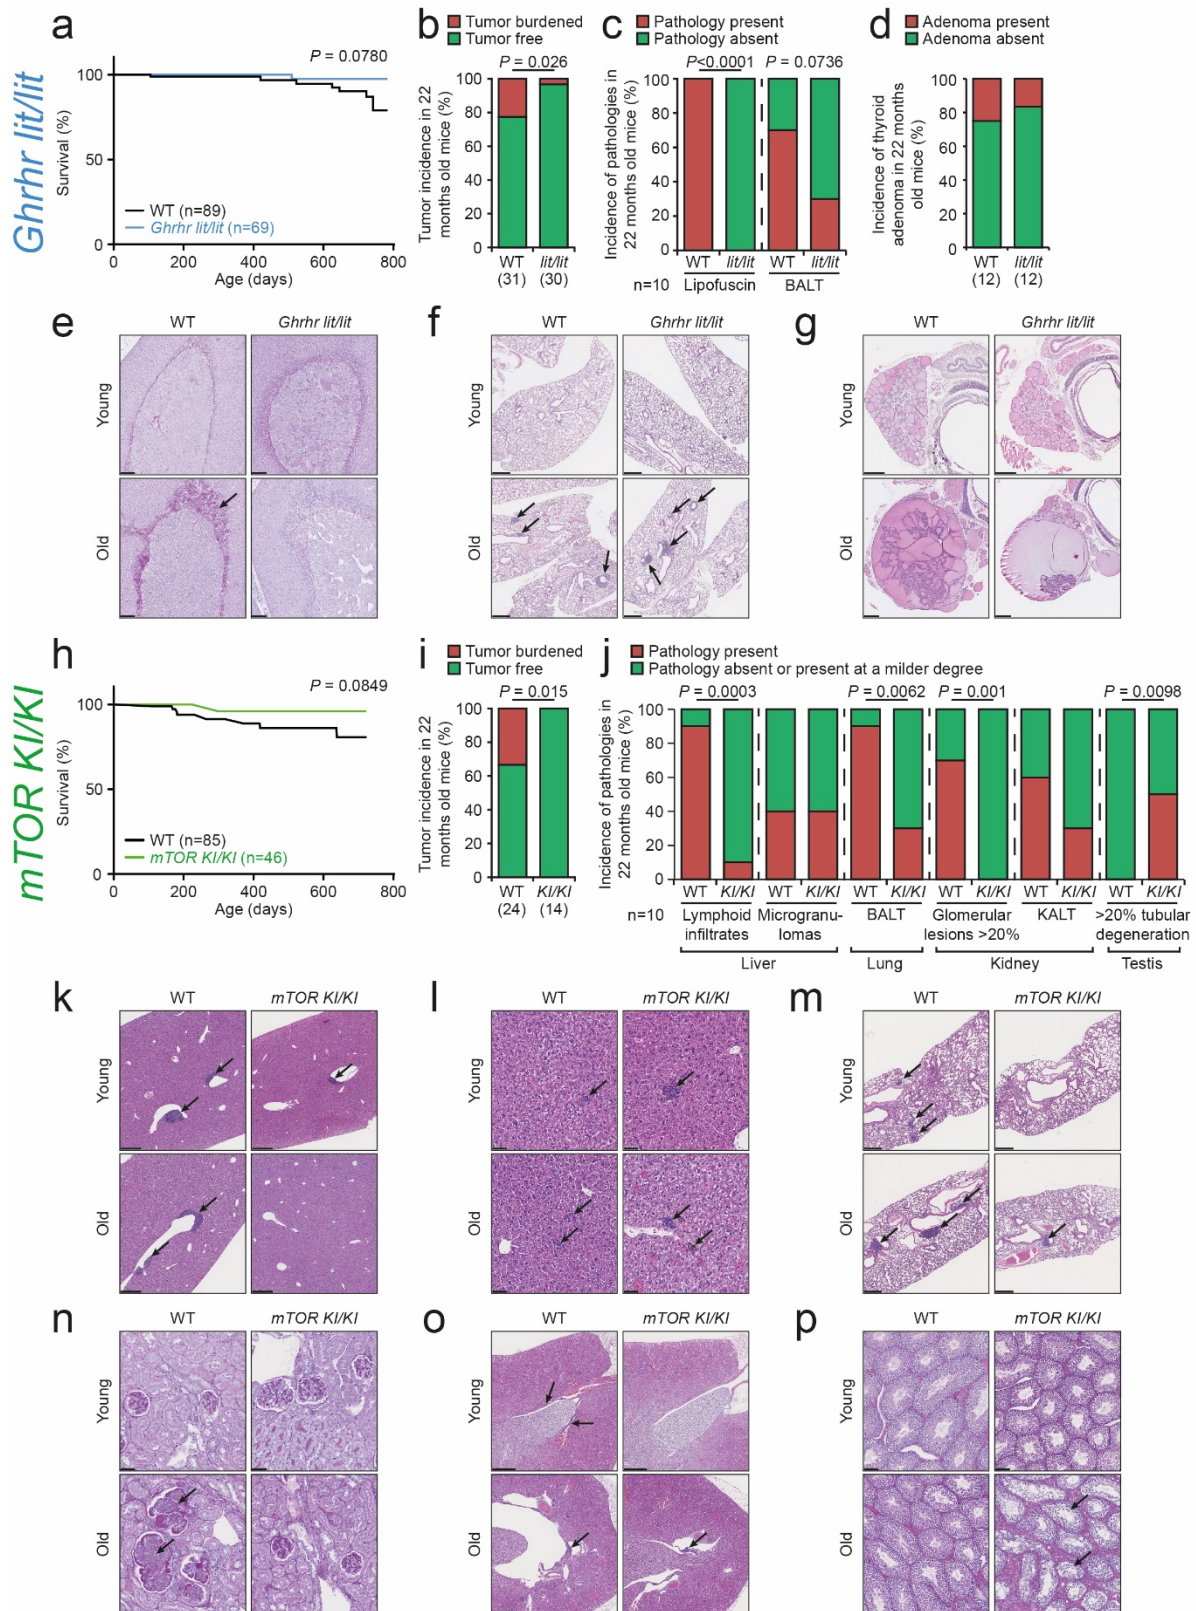 Ghrhr lit/lit
a
P = 0.0780
100
50
0
Survival (%)
WT (n=89)
Ghrhr lit/lit (n=69)
0 200 400 600 800
Age (days)
b
Tumor burdened
Tumor free
P = 0.026
Tumor incidence in 22
months old mice (%)
100
80
60
40
20
0
WT lit/lit
(31) (30)
c
Pathology present
Pathology absent
P<0.0001 P = 0.0736
Incidence of pathologies in
22 months old mice (%)
100
80
60
40
20
0
WT lit/lit WT lit/lit
n=10 Lipofuscin BALT
d
Adenoma present
Adenoma absent
Incidence of thyroid
adenoma in 22 months
old mice (%)
100
80
60
40
20
0
WT lit/lit
(12) (12)
e
WT Ghrhr lit/lit
Young
Old
f
WT Ghrhr lit/lit
Young
Old
g
WT Ghrhr lit/lit
Young
Old
mTOR KI/KI
h
P = 0.0849
100
50
0
Survival (%)
WT (n=85)
mTOR KI/KI (n=46)
0 200 400 600 800
Age (days)
i
Tumor burdened
Tumor free
P = 0.015
Tumor incidence in 22
months old mice (%)
100
80
60
40
20
0
WT KI/KI
(24) (14)
j
Pathology present
Pathology absent or present at a milder degree
P = 0.0003 P = 0.0062 P = 0.001 P = 0.0098
Incidence of pathologies in
22 months old mice (%)
100
80
60
40
20
0
WT KI/KI WT KI/KI WT KI/KI WT KI/KI WT KI/KI WT KI/KI
n=10 Lymphoid Microgranu- BALT Glomerular KALT >20% tubular
infiltrates lomas lesions >20% degeneration
Liver Lung Kidney Testis
k
WT mTOR KI/KI
Young
Old
l
WT mTOR KI/KI
Young
Old
m
WT mTOR KI/KI
Young
Old
n
WT mTOR KI/KI
Young
Old
o
WT mTOR KI/KI
Young
Old
p
WT mTOR KI/KI
Young
Old